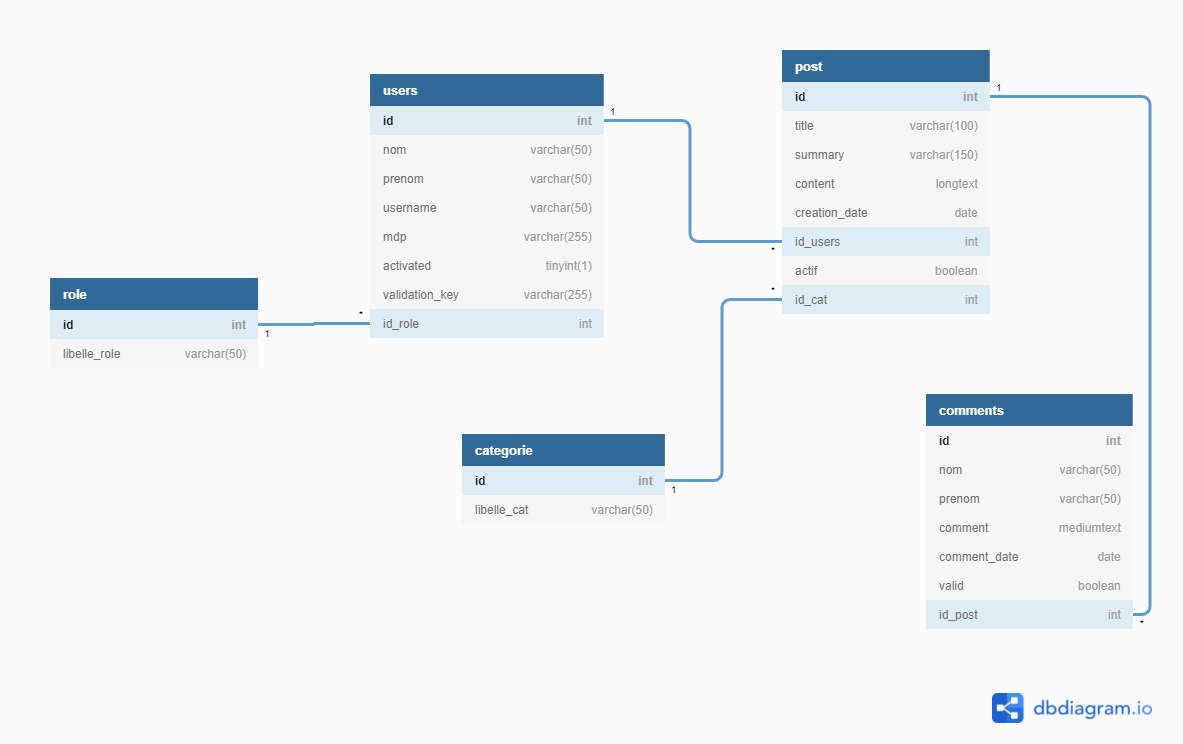 users
id int
nom varchar(50)
prenom varchar(50)
username varchar(50)
mdp varchar(255)
activated tinyint(1)
validation_key varchar(255)
id_role int
1
*
post
id int
title varchar(100)
summary varchar(150)
content longtext
creation_date date
id_users int
actif boolean
id_cat int
1
*
*
role
id int
libelle_role varchar(50)
1
categorie
id int
libelle_cat varchar(50)
1
comments
id int
nom varchar(50)
prenom varchar(50)
comment mediumtext
comment_date date
valid boolean
id_post int
*
dbdiagram.io